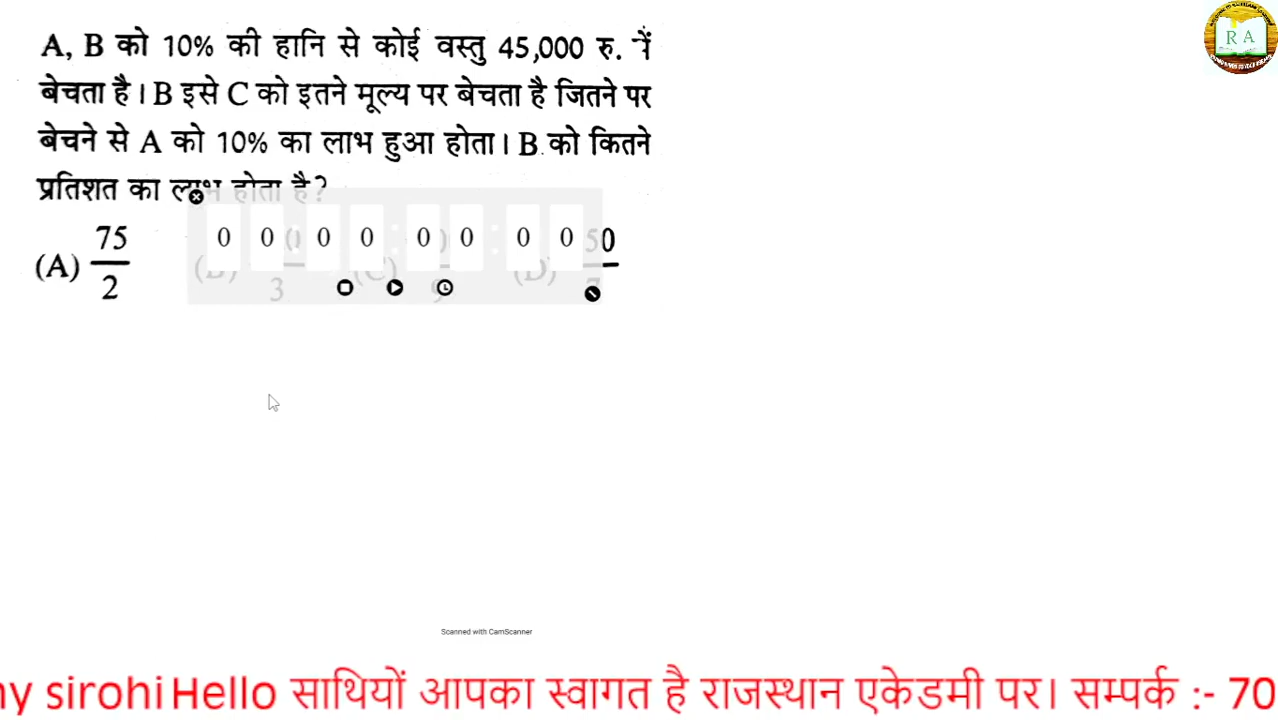 A, B को 10% की हानि से कोई वस्तु 45,000 रु. में
बेचता है। B इसे C को इतने मूल्य पर बेचता है जितने पर
बेचने से A को 10% का लाभ हुआ होता। B को कितने
प्रतिशत का लाभ होता है?
(A) 75/2 (B) (C) (D)
0 0 : 0 0 : 0 0 : 0 0
R A
Scanned with CamScanner
ny sirohi Hello साथियों आपका स्वागत है राजस्थान एकेडमी पर। सम्पर्क :- 70